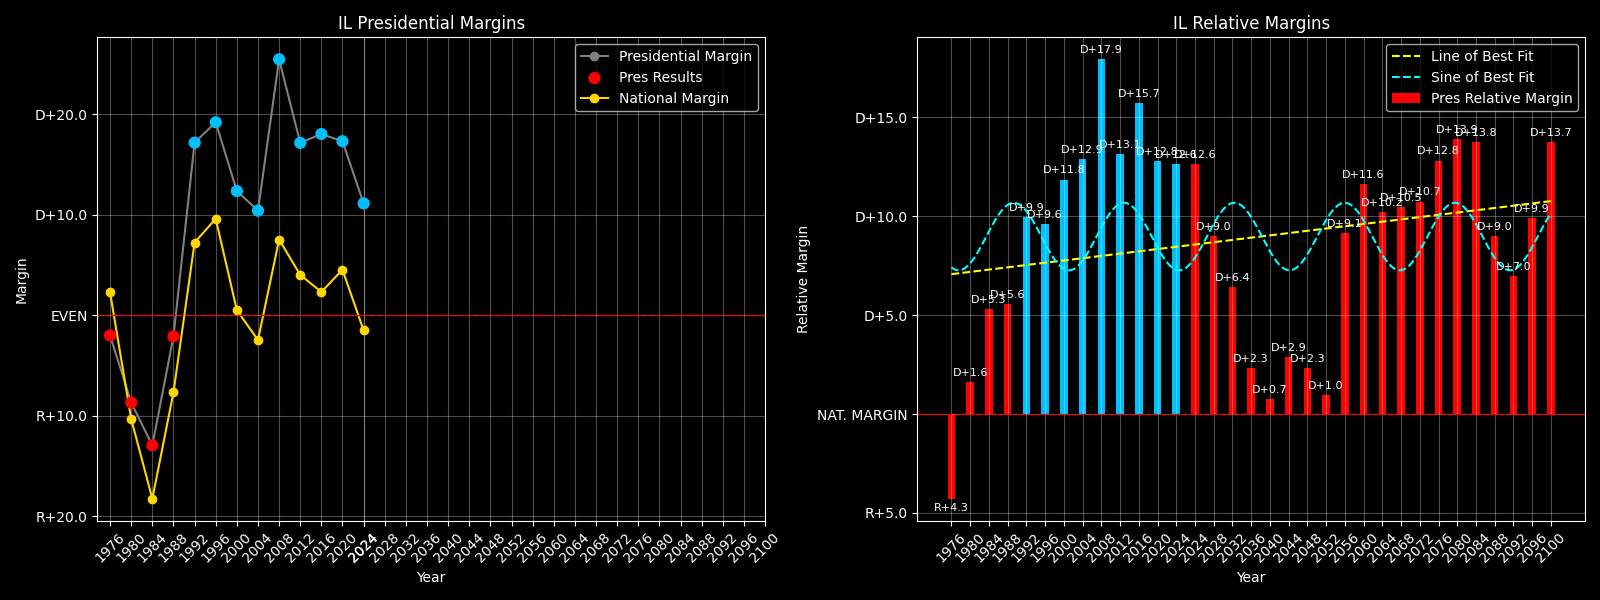 IL Presidential Margins
Presidential Margin
Pres Results
National Margin
D+20.0
D+10.0
EVEN
R+10.0
R+20.0
Margin
1976
1980
1984
1988
1992
1996
2000
2004
2008
2012
2016
2020
2024
2024
2028
2032
2036
2040
2044
2048
2052
2056
2060
2064
2068
2072
2076
2080
2084
2088
2092
2096
2100
Year
IL Relative Margins
Line of Best Fit
Sine of Best Fit
Pres Relative Margin
D+15.0
D+10.0
D+5.0
NAT. MARGIN
R+5.0
Relative Margin
R+4.3
D+1.6
D+5.3
D+5.6
D+9.9
D+9.6
D+11.8
D+12.9
D+17.9
D+13.1
D+15.7
D+12.8
D+12.6
D+12.6
D+9.0
D+6.4
D+2.3
D+0.7
D+2.9
D+2.3
D+1.0
D+9.1
D+11.6
D+10.2
D+10.5
D+10.7
D+12.8
D+13.9
D+13.8
D+9.0
D+7.0
D+9.9
D+13.7
1976
1980
1984
1988
1992
1996
2000
2004
2008
2012
2016
2020
2024
2024
2028
2032
2036
2040
2044
2048
2052
2056
2060
2064
2068
2072
2076
2080
2084
2088
2092
2096
2100
Year